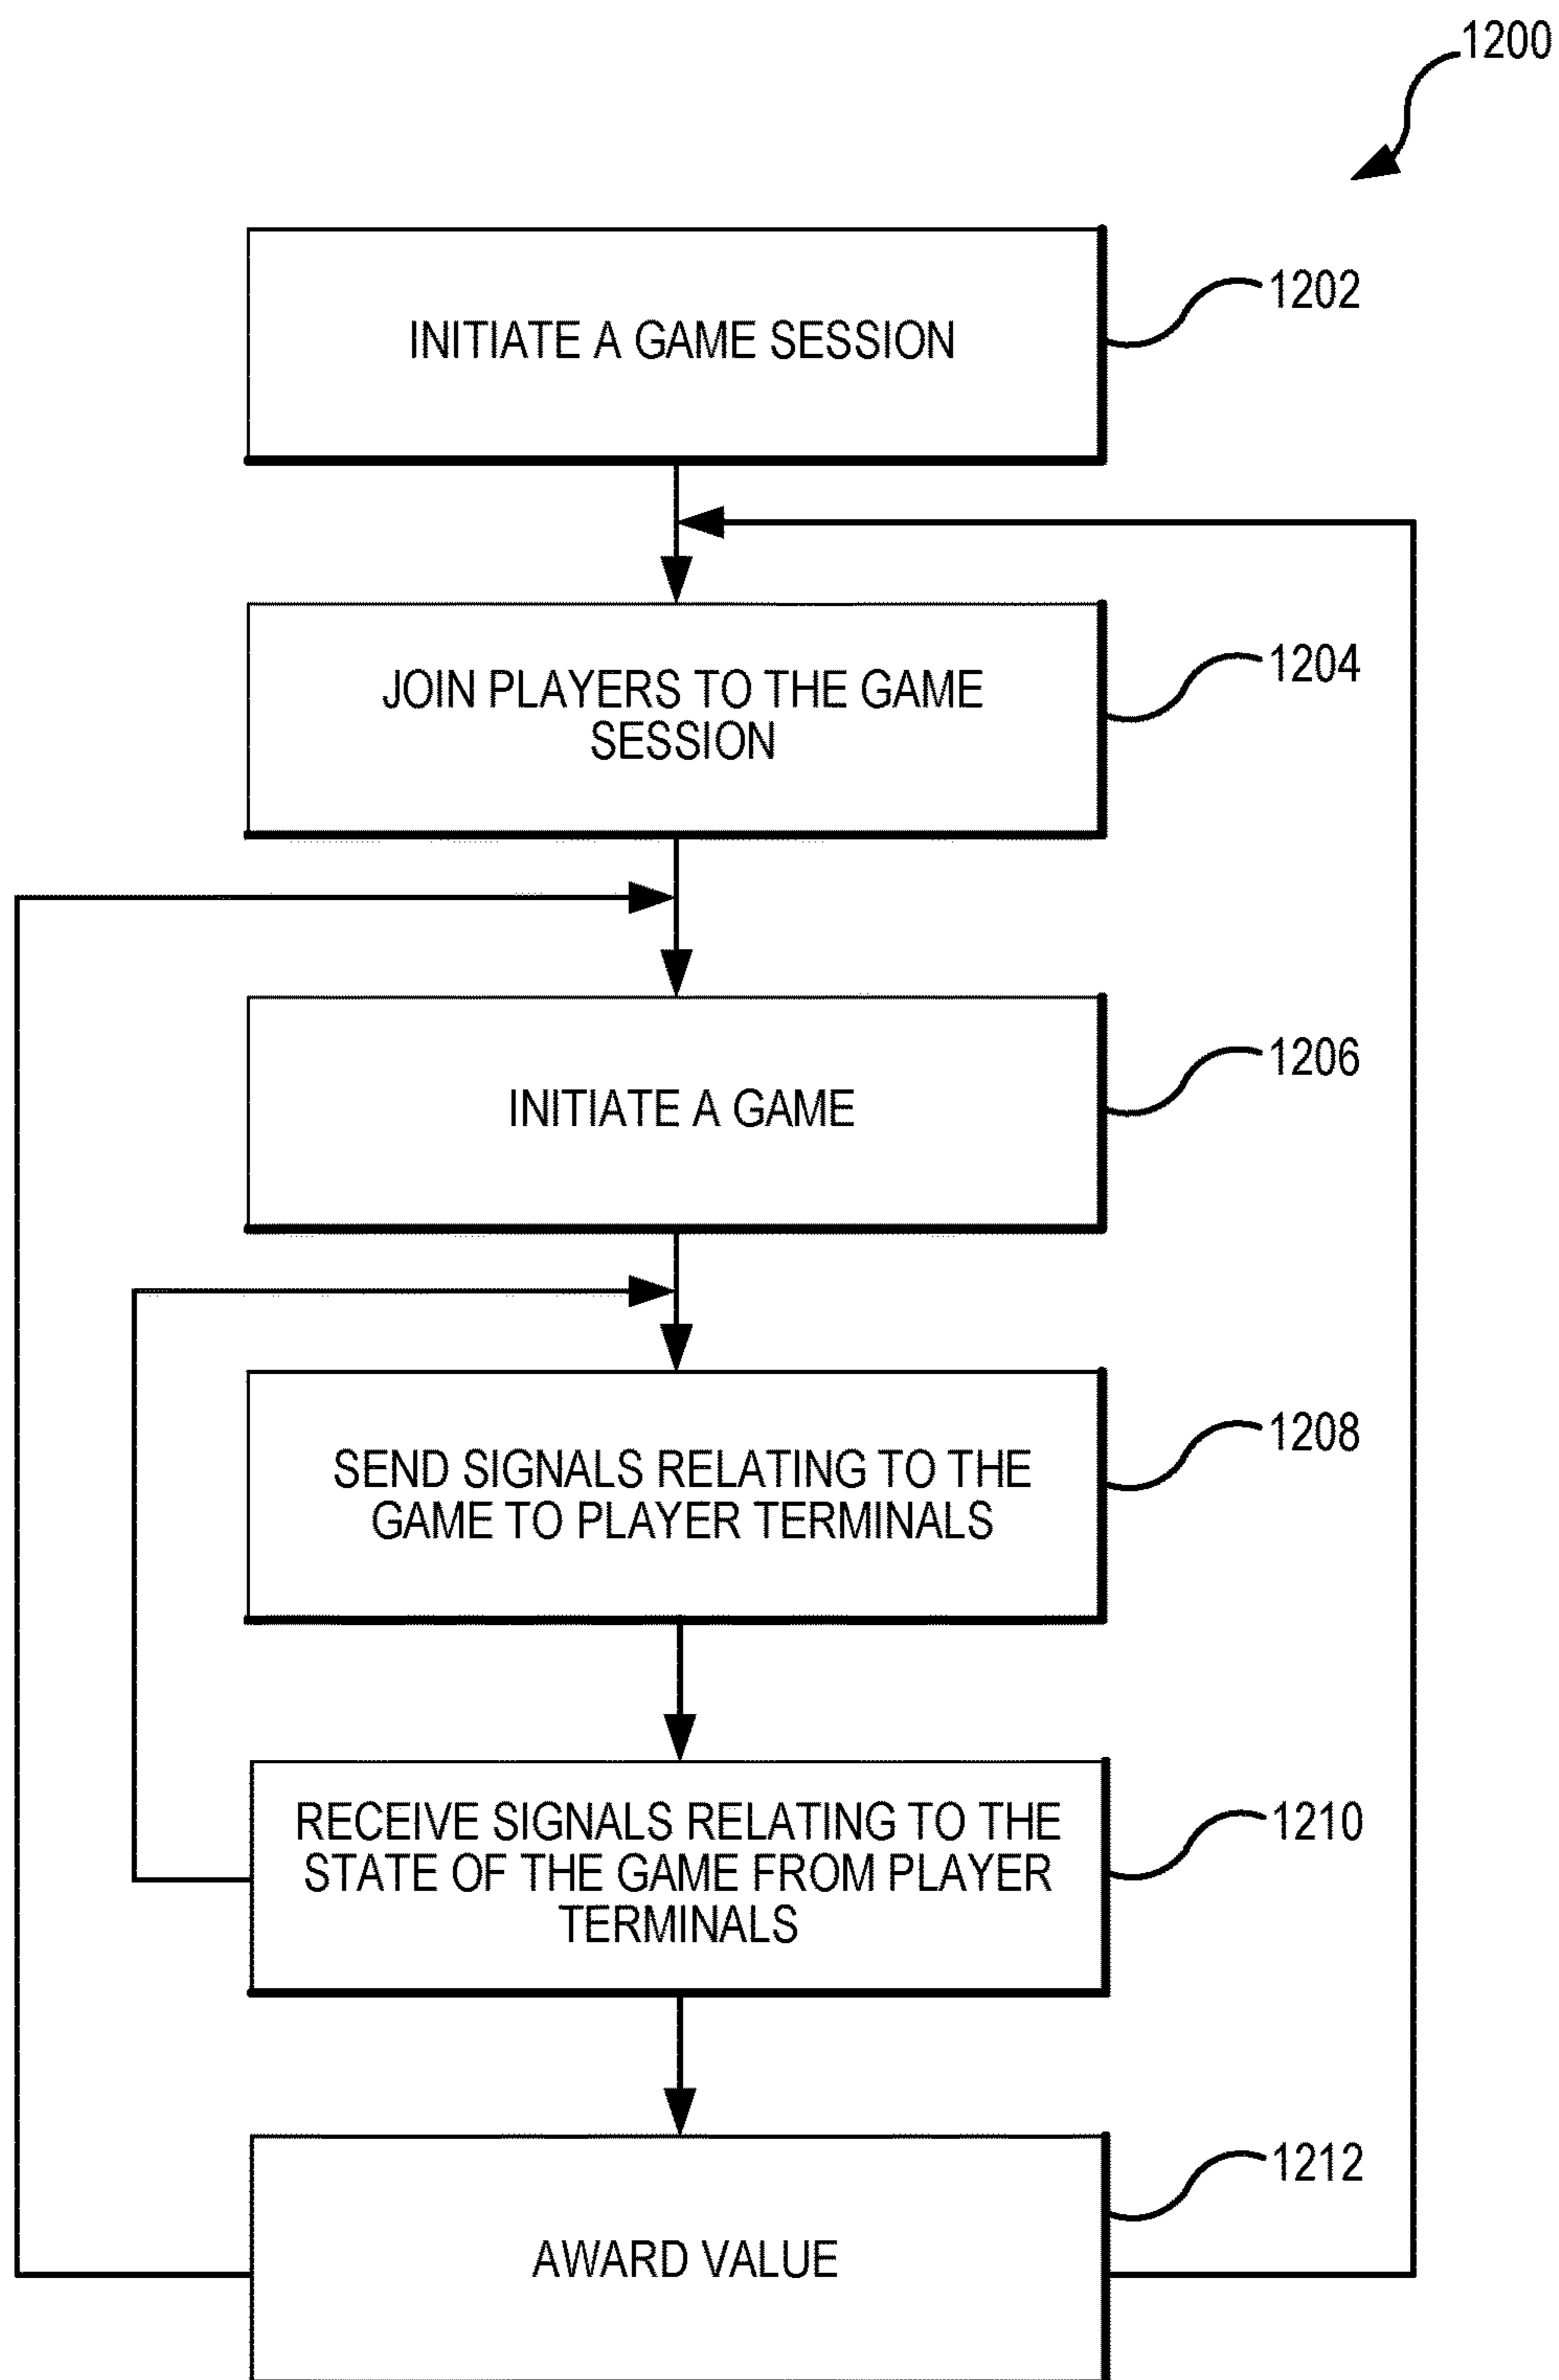 1200
INITIATE A GAME SESSION
1202
JOIN PLAYERS TO THE GAME
SESSION
1204
INITIATE A GAME
1206
SEND SIGNALS RELATING TO THE
GAME TO PLAYER TERMINALS
1208
RECEIVE SIGNALS RELATING TO THE
STATE OF THE GAME FROM PLAYER
TERMINALS
1210
AWARD VALUE
1212